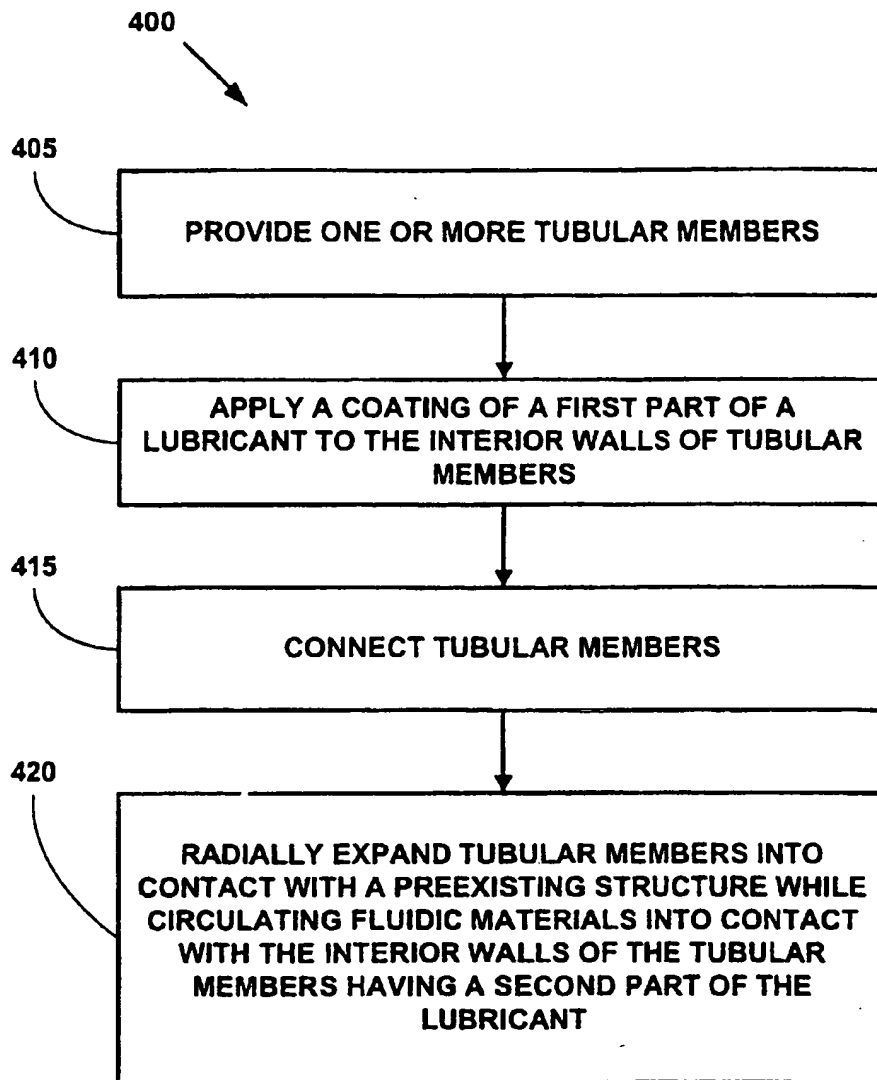 400
405
PROVIDE ONE OR MORE TUBULAR MEMBERS
410
APPLY A COATING OF A FIRST PART OF A
LUBRICANT TO THE INTERIOR WALLS OF TUBULAR
MEMBERS
415
CONNECT TUBULAR MEMBERS
420
RADIALLY EXPAND TUBULAR MEMBERS INTO
CONTACT WITH A PREEXISTING STRUCTURE WHILE
CIRCULATING FLUIDIC MATERIALS INTO CONTACT
WITH THE INTERIOR WALLS OF THE TUBULAR
MEMBERS HAVING A SECOND PART OF THE
LUBRICANT